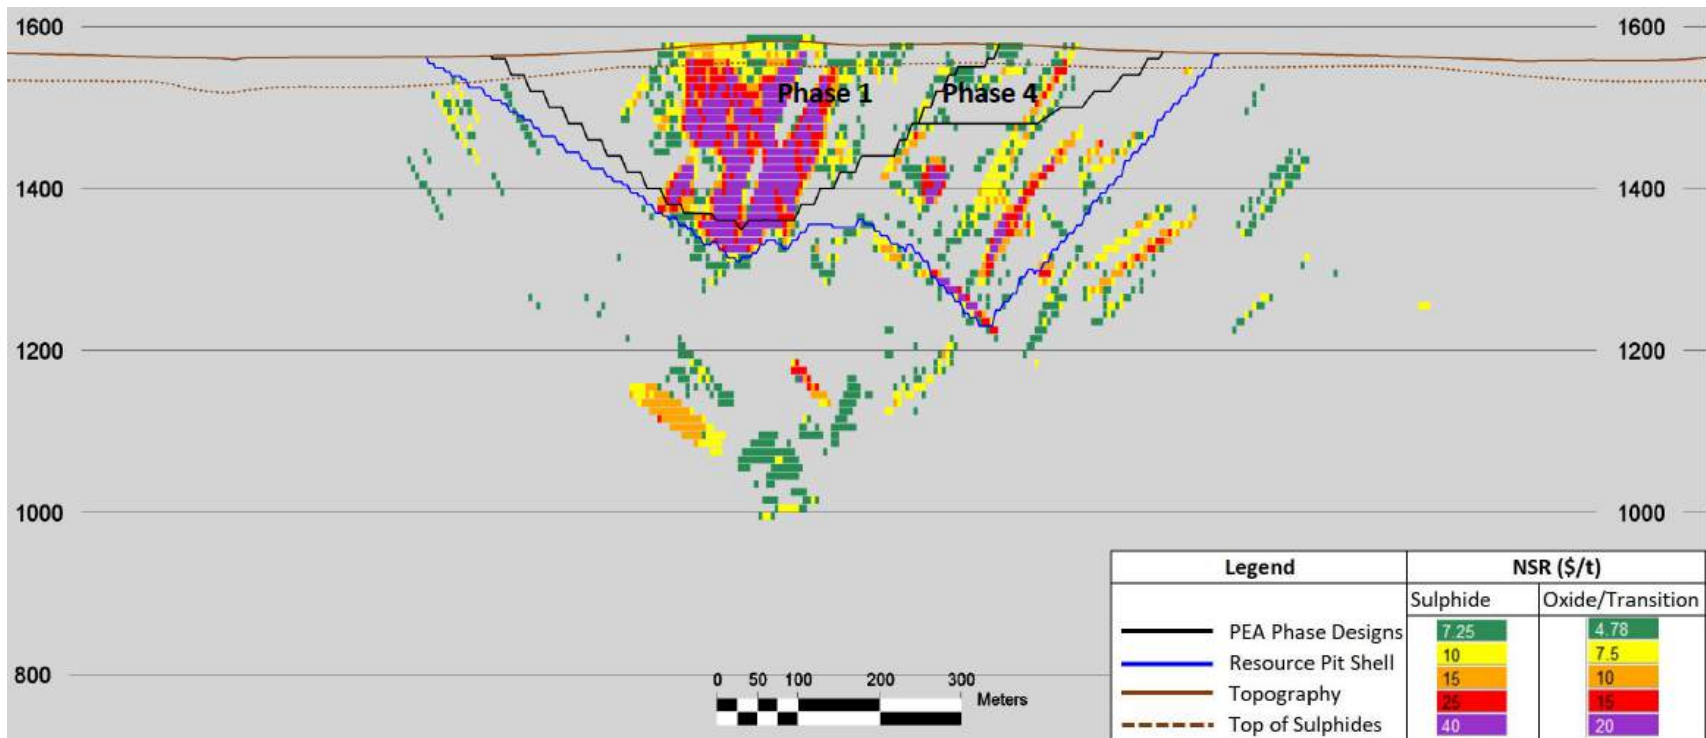 1600 1600
Phase 1 Phase 4
1400 1400
1200 1200
1000 1000
800
0 50 100 200 300
Meters
Legend NSR ($/t)
Sulphide Oxide/Transition
PEA Phase Designs 7.25 4.78
10 7.5
Resource Pit Shell
15 10
Topography
25 15
Top of Sulphides 40 20